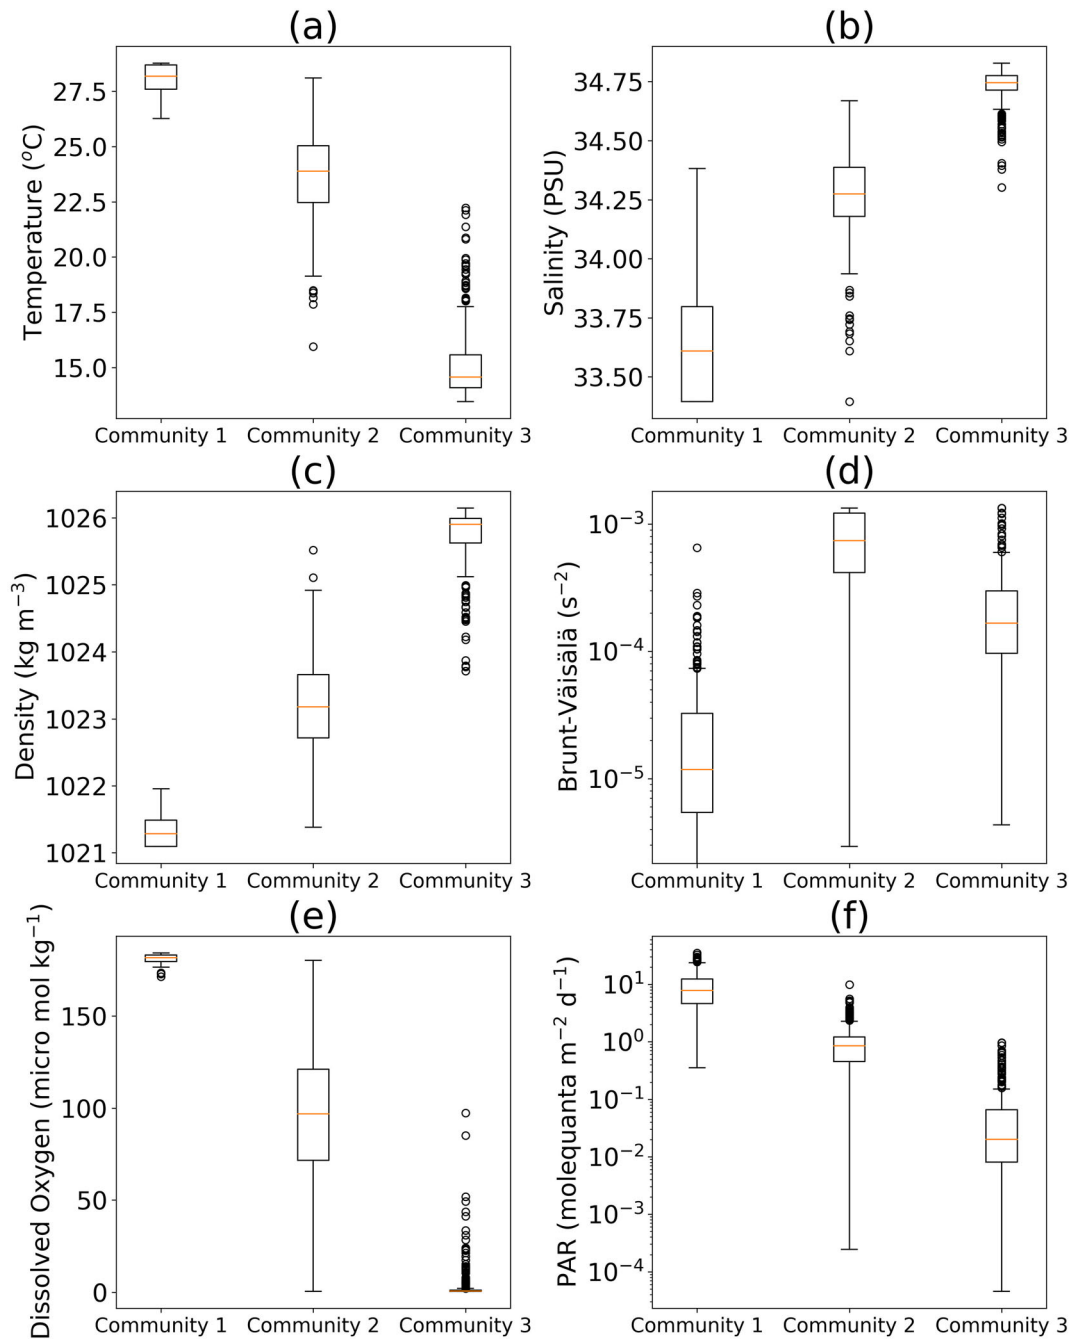 (a)
Temperature (°C)
27.5
25.0
22.5
20.0
17.5
15.0
Community 1 Community 2 Community 3
(b)
Salinity (PSU)
34.75
34.50
34.25
34.00
33.75
33.50
Community 1 Community 2 Community 3
(c)
Density (kg m⁻³)
1026
1025
1024
1023
1022
1021
Community 1 Community 2 Community 3
(d)
Brunt-Väisälä (s⁻²)
10⁻³
10⁻⁴
10⁻⁵
Community 1 Community 2 Community 3
(e)
Dissolved Oxygen (micro mol kg⁻¹)
150
100
50
0
Community 1 Community 2 Community 3
(f)
PAR (molequanta m⁻² d⁻¹)
10¹
10⁰
10⁻¹
10⁻²
10⁻³
10⁻⁴
Community 1 Community 2 Community 3